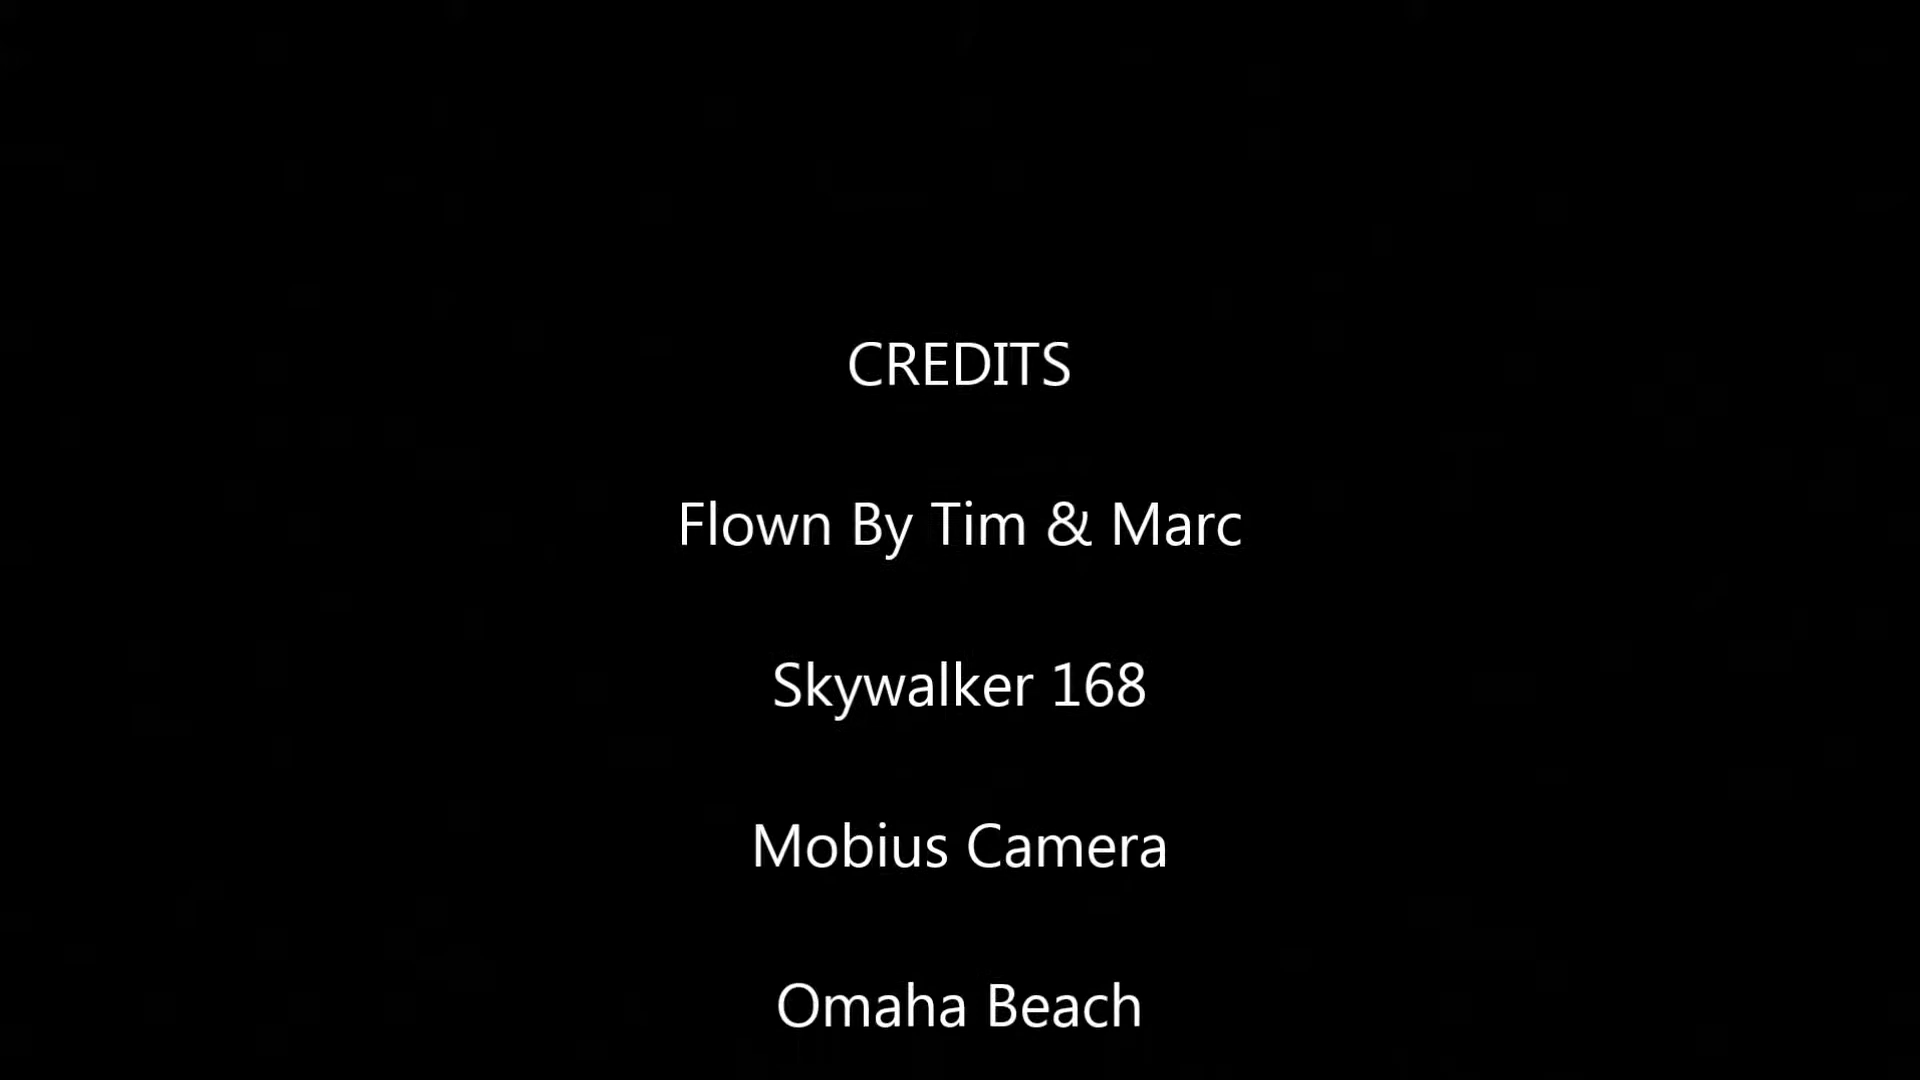 CREDITS
Flown By Tim & Marc
Skywalker 168
Mobius Camera
Omaha Beach